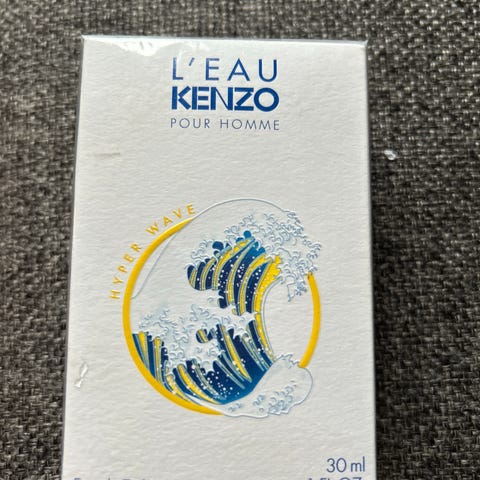 L'EAU
KENZO
POUR HOMME
HYPER WAVE
30 ml